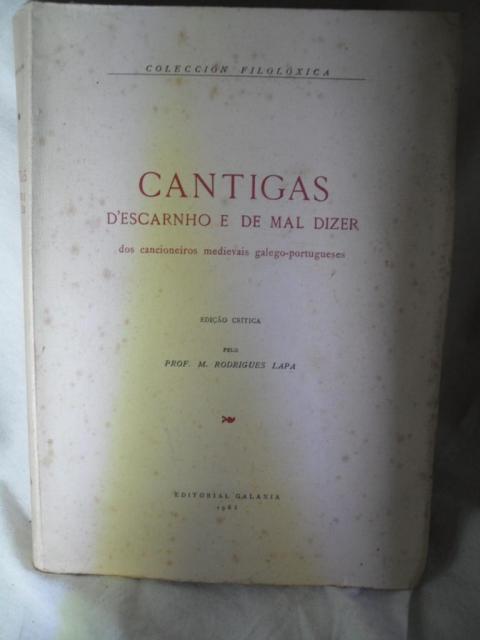 COLECCIÓN FILOLÓXICA
CANTIGAS
D'ESCARNHO E DE MAL DIZER
dos cancioneiros medievais galego-portugueses
EDIÇÃO CRÍTICA
PELO
PROF. M. RODRIGUES LAPA
EDITORIAL GALAXIA